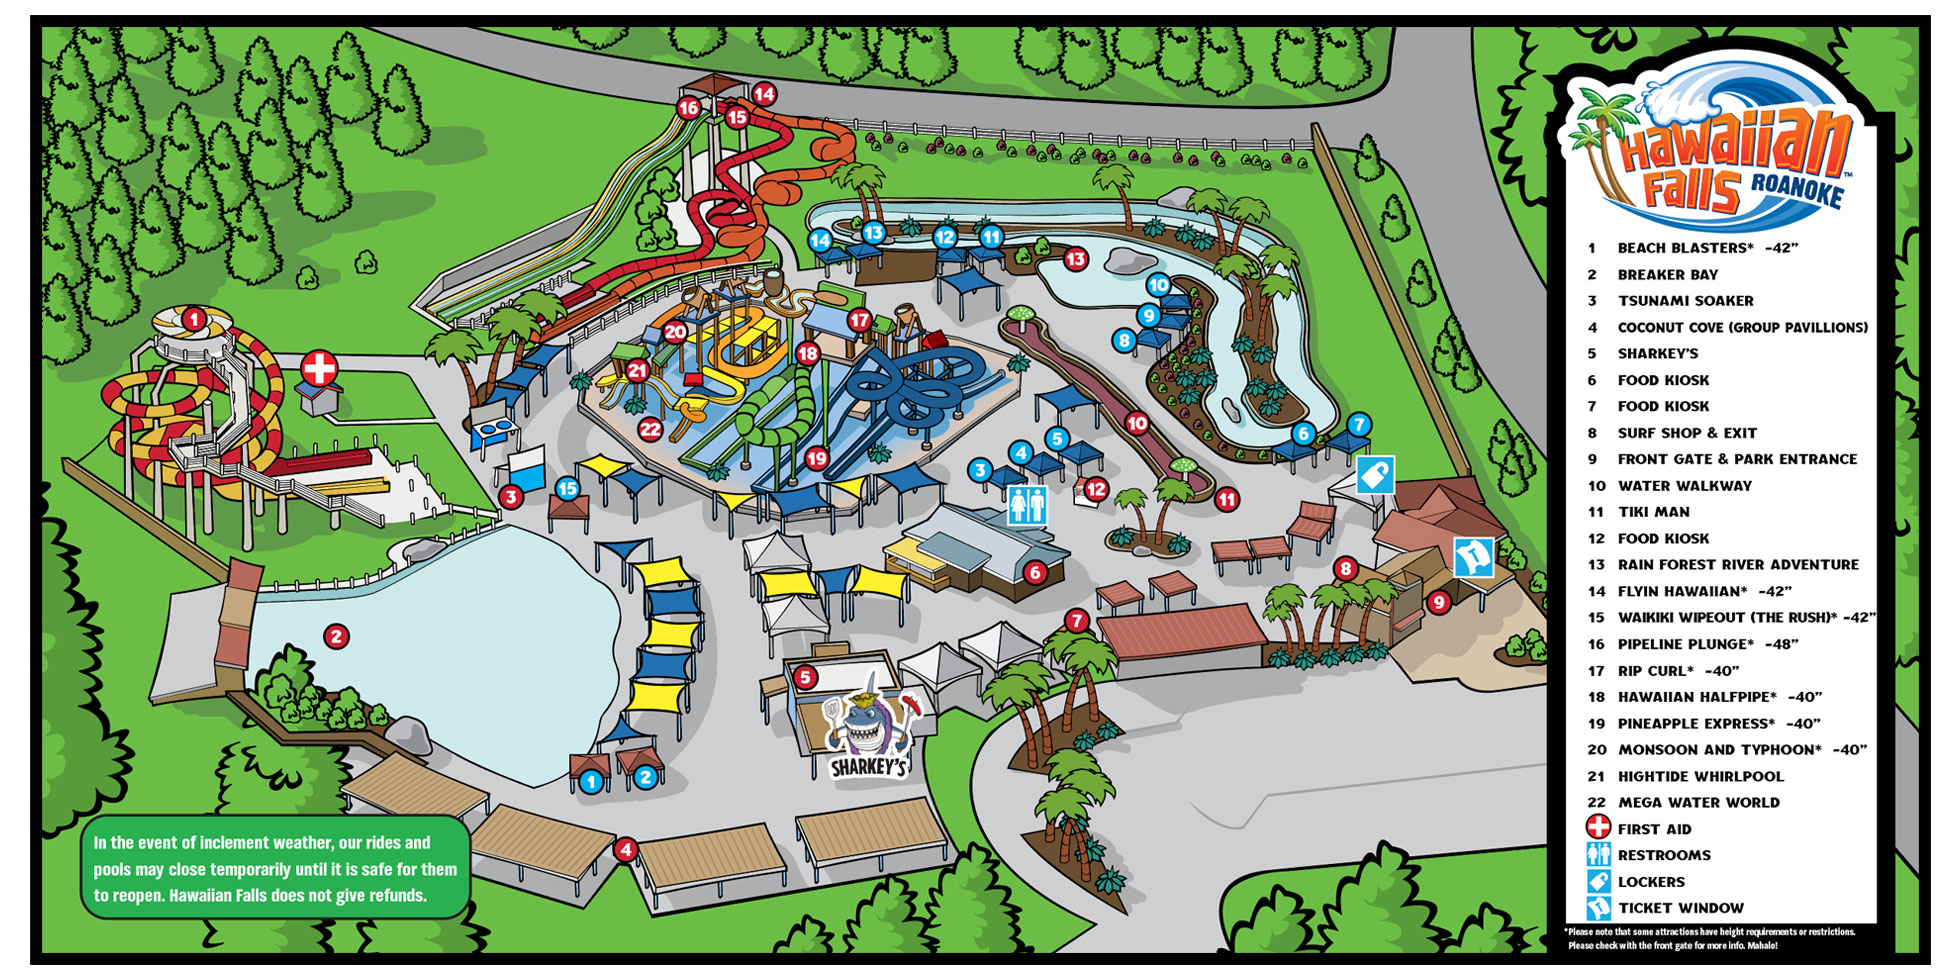 Hawaiian
Falls™
ROANOKE
1 BEACH BLASTERS* -42"
2 BREAKER BAY
3 TSUNAMI SOAKER
4 COCONUT COVE (GROUP PAVILLIONS)
5 SHARKEY'S
6 FOOD KIOSK
7 FOOD KIOSK
8 SURF SHOP & EXIT
9 FRONT GATE & PARK ENTRANCE
10 WATER WALKWAY
11 TIKI MAN
12 FOOD KIOSK
13 RAIN FOREST RIVER ADVENTURE
14 FLYIN HAWAIIAN* -42"
15 WAIKIKI WIPEOUT (THE RUSH)* -42"
16 PIPELINE PLUNGE* -48"
17 RIP CURL* -40"
18 HAWAIIAN HALFPIPE* -40"
19 PINEAPPLE EXPRESS* -40"
20 MONSOON AND TYPHOON* -40"
21 HIGHTIDE WHIRLPOOL
22 MEGA WATER WORLD
FIRST AID
RESTROOMS
LOCKERS
TICKET WINDOW
*Please note that some attractions have height requirements or restrictions.
Please check with the front gate for more info. Mahalo!
14
16
15
13
12
11
14
13
10
17
9
1
20
8
18
21
10
22
6
7
5
4
19
3
15
3
12
11
8
6
9
7
2
5
SHARKEY'S
1
2
4
In the event of inclement weather, our rides and
pools may close temporarily until it is safe for them
to reopen. Hawaiian Falls does not give refunds.